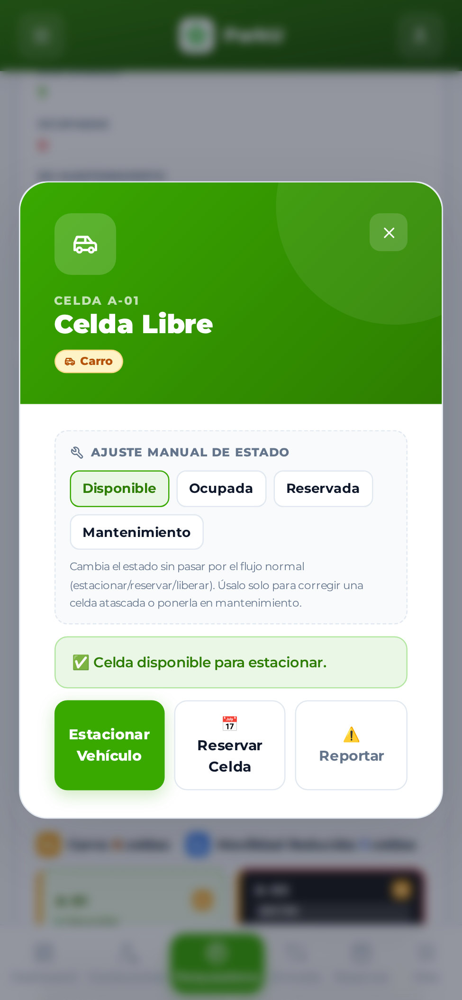 CELDA A-01
Celda Libre
Carro
AJUSTE MANUAL DE ESTADO
Disponible
Ocupada
Reservada
Mantenimiento
Cambia el estado sin pasar por el flujo normal
(estacionar/reservar/liberar). Úsalo solo para corregir una
celda atascada o ponerla en mantenimiento.
✅ Celda disponible para estacionar.
Estacionar
Vehículo
📅
Reservar
Celda
⚠️
Reportar